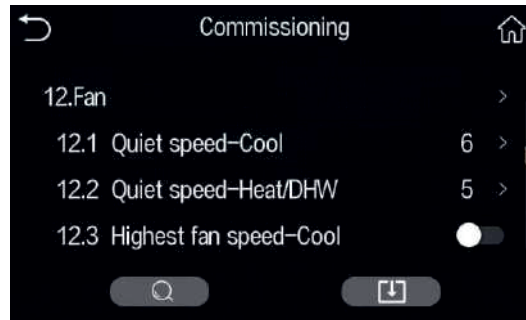 Commissioning
12.Fan
12.1 Quiet speed-Cool 6
12.2 Quiet speed-Heat/DHW 5
12.3 Highest fan speed-Cool